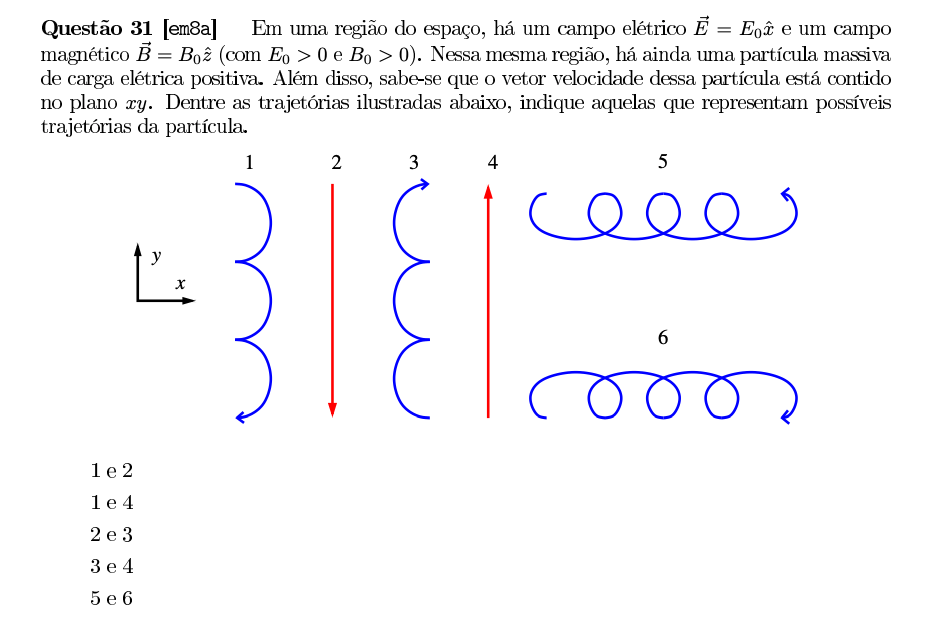 Questão 31 [em8a] Em uma região do espaço, há um campo elétrico $\vec{E} = E_0\hat{x}$ e um campo
magnético $\vec{B} = B_0\hat{z}$ (com $E_0 > 0$ e $B_0 > 0$). Nessa mesma região, há ainda uma partícula massiva
de carga elétrica positiva. Além disso, sabe-se que o vetor velocidade dessa partícula está contido
no plano xy. Dentre as trajetórias ilustradas abaixo, indique aquelas que representam possíveis
trajetórias da partícula.
1 2 3 4 5
y
x
6
1 e 2
1 e 4
2 e 3
3 e 4
5 e 6